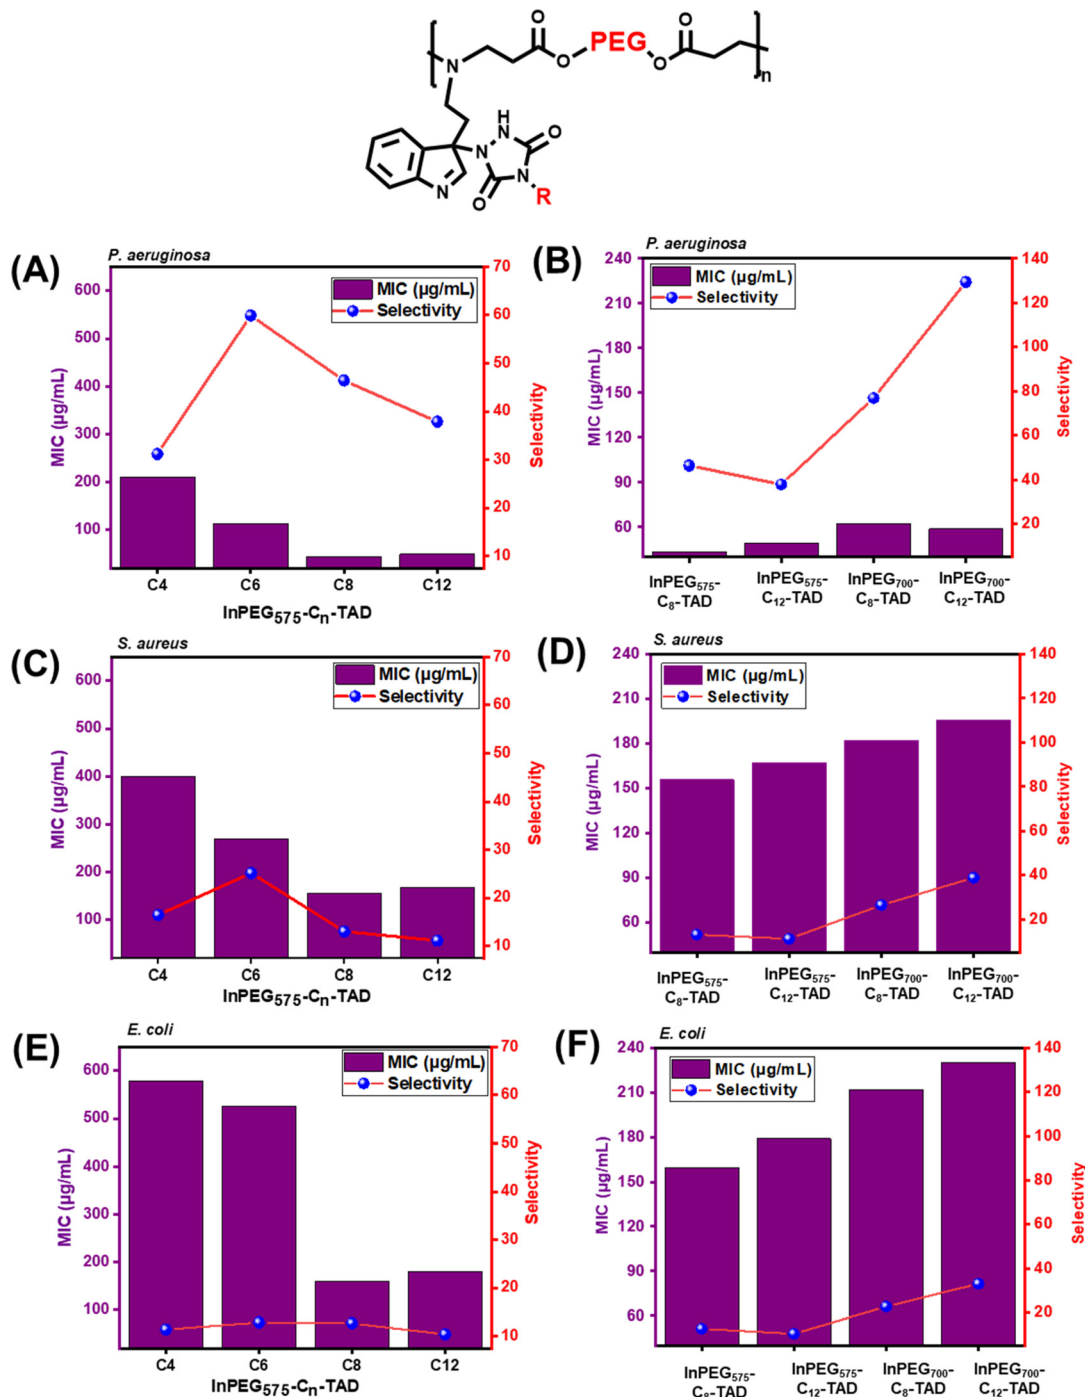 O
O
PEG
N
O
O
n
H
N
N
O
N
N
O
R
(A)
P. aeruginosa
MIC (µg/mL)
Selectivity
600
500
400
300
200
100
70
60
50
40
30
20
10
MIC (µg/mL)
Selectivity
C4 C6 C8 C12
InPEG575-Cn-TAD
(B)
P. aeruginosa
MIC (µg/mL)
Selectivity
240
210
180
150
120
90
60
140
120
100
80
60
40
20
MIC (µg/mL)
Selectivity
InPEG575- InPEG575- InPEG700- InPEG700-
C8-TAD C12-TAD C8-TAD C12-TAD
(C)
S. aureus
MIC (µg/mL)
Selectivity
600
500
400
300
200
100
70
60
50
40
30
20
10
MIC (µg/mL)
Selectivity
C4 C6 C8 C12
InPEG575-Cn-TAD
(D)
S. aureus
MIC (µg/mL)
Selectivity
240
210
180
150
120
90
60
140
120
100
80
60
40
20
MIC (µg/mL)
Selectivity
InPEG575- InPEG575- InPEG700- InPEG700-
C8-TAD C12-TAD C8-TAD C12-TAD
(E)
E. coli
MIC (µg/mL)
Selectivity
600
500
400
300
200
100
70
60
50
40
30
20
10
MIC (µg/mL)
Selectivity
C4 C6 C8 C12
InPEG575-Cn-TAD
(F)
E. coli
MIC (µg/mL)
Selectivity
240
210
180
150
120
90
60
140
120
100
80
60
40
20
MIC (µg/mL)
Selectivity
InPEG575- InPEG575- InPEG700- InPEG700-
C8-TAD C12-TAD C8-TAD C12-TAD